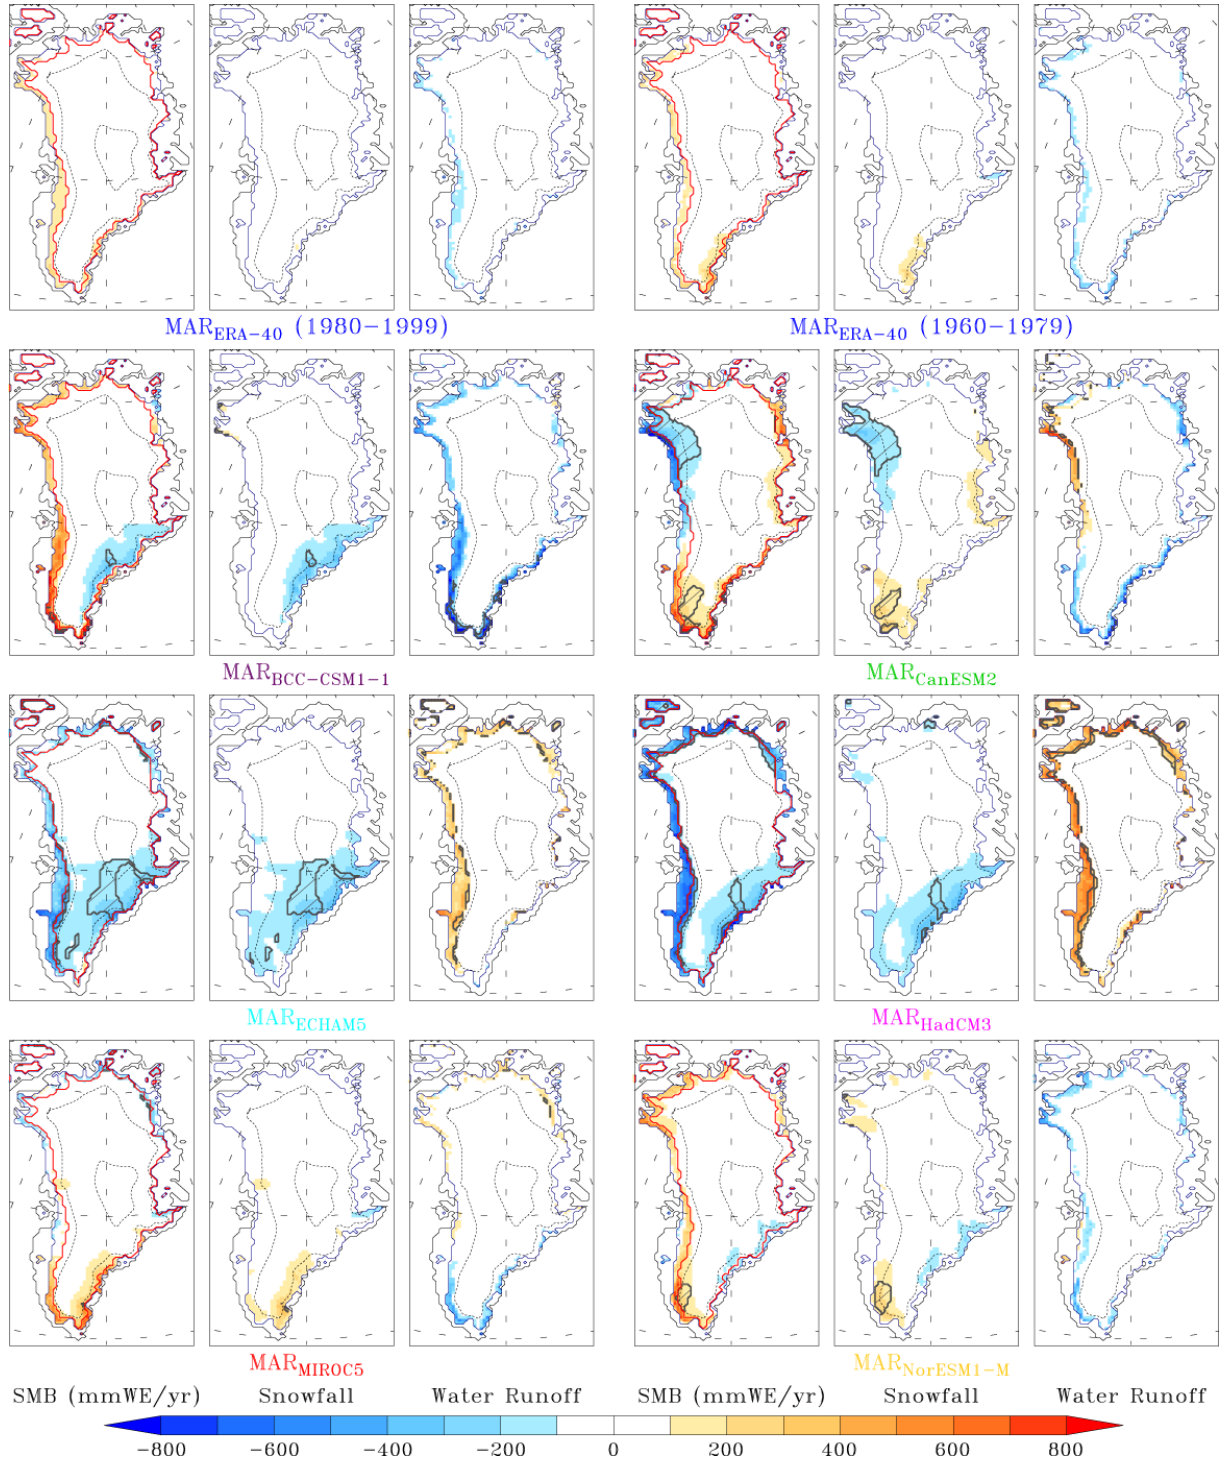 MAR_ERA-40 (1980-1999) MAR_ERA-40 (1960-1979)
MAR_BCC-CSM1-1 MAR_CanESM2
MAR_ECHAM5 MAR_HadCM3
MAR_MIROC5 MAR_NorESM1-M
SMB (mmWE/yr) Snowfall Water Runoff SMB (mmWE/yr) Snowfall Water Runoff
-800 -600 -400 -200 0 200 400 600 800